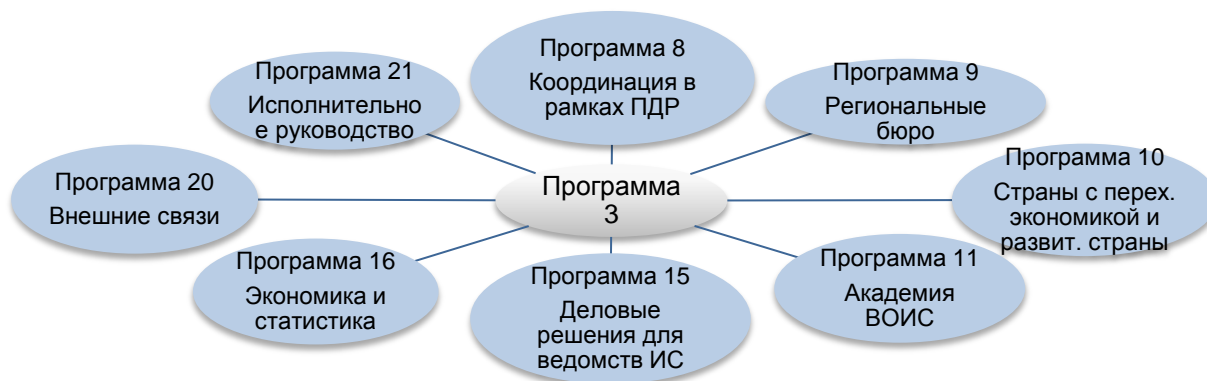 Программа 8
Координация в
рамках ПДР
Программа 21
Исполнительно
е руководство
Программа 9
Региональные
бюро
Программа 20
Внешние связи
Программа
3
Программа 10
Страны с перех.
экономикой и
развит. страны
Программа 16
Экономика и
статистика
Программа 15
Деловые
решения для
ведомств ИС
Программа 11
Академия
ВОИС